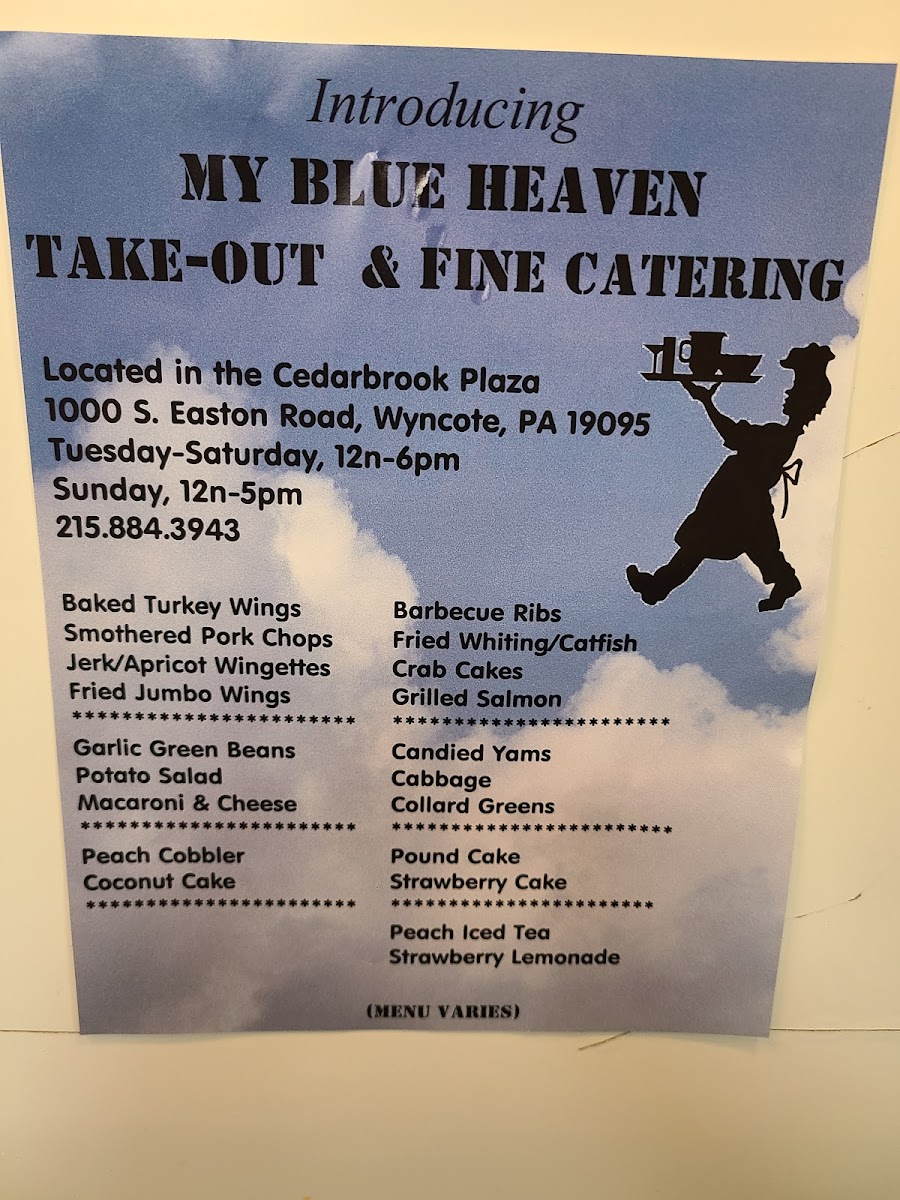 Introducing
MY BLUE HEAVEN
TAKE-OUT & FINE CATERING
Located in the Cedarbrook Plaza
1000 S. Easton Road, Wyncote, PA 19095
Tuesday-Saturday, 12n-6pm
Sunday, 12n-5pm
215.884.3943
Baked Turkey Wings
Smothered Pork Chops
Jerk/Apricot Wingettes
Fried Jumbo Wings
************************
Garlic Green Beans
Potato Salad
Macaroni & Cheese
************************
Peach Cobbler
Coconut Cake
************************
Barbecue Ribs
Fried Whiting/Catfish
Crab Cakes
Grilled Salmon
************************
Candied Yams
Cabbage
Collard Greens
************************
Pound Cake
Strawberry Cake
************************
Peach Iced Tea
Strawberry Lemonade
(MENU VARIES)